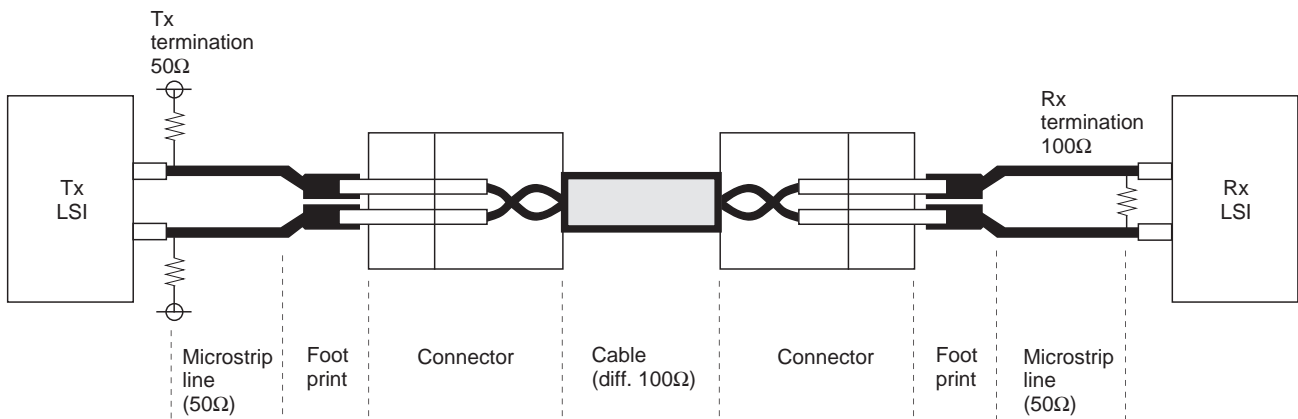 Tx
termination
50Ω
Tx
LSI
Rx
termination
100Ω
Rx
LSI
Microstrip
line
(50Ω)
Foot
print
Connector
Cable
(diff. 100Ω)
Connector
Foot
print
Microstrip
line
(50Ω)